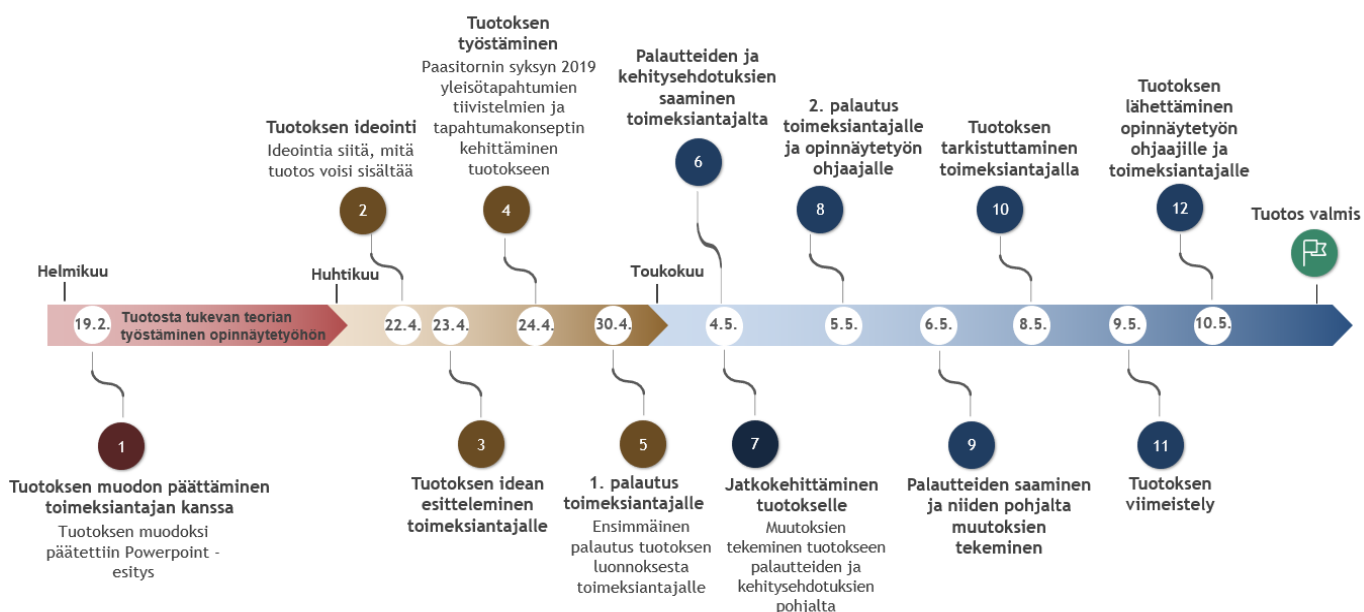 Tuotoksen
työstäminen
Paasitornin syksyn 2019
yleisötapahtumien
tiivistelmien ja
tapahtumakonseptin
kehittäminen
tuotokseen
4
Tuotoksen ideointi
Ideointia siitä, mitä
tuotos voisi sisältää
2
Palautteiden ja
kehitysehdotuksien
saaminen
toimeksiantajalta
6
2. palautus
toimeksiantajalle
ja opinnäytetyön
ohjaajalle
8
Tuotoksen
tarkistuttaminen
toimeksiantajalla
10
Tuotoksen
lähettäminen
opinnäytetyön
ohjaajille ja
toimeksiantajalle
12
Tuotos valmis
Helmikuu
Huhtikuu
Toukokuu
19.2.
Tuotosta tukevan teorian
työstäminen opinnäytetyöhön
22.4.
23.4.
24.4.
30.4.
4.5.
5.5.
6.5.
8.5.
9.5.
10.5.
1
Tuotoksen muodon päättäminen
toimeksiantajan kanssa
Tuotoksen muodoksi
päätettiin Powerpoint -
esitys
3
Tuotoksen idean
esitteleminen
toimeksiantajalle
5
1. palautus
toimeksiantajalle
Ensimmäinen
palautus tuotoksen
luonnoksesta
toimeksiantajalle
7
Jatkokehittäminen
tuotokselle
Muutoksien
tekeminen tuotokseen
palautteiden ja
kehitysehdotuksien
pohjalta
9
Palautteiden saaminen
ja niiden pohjalta
muutoksien
tekeminen
11
Tuotoksen
viimeistely